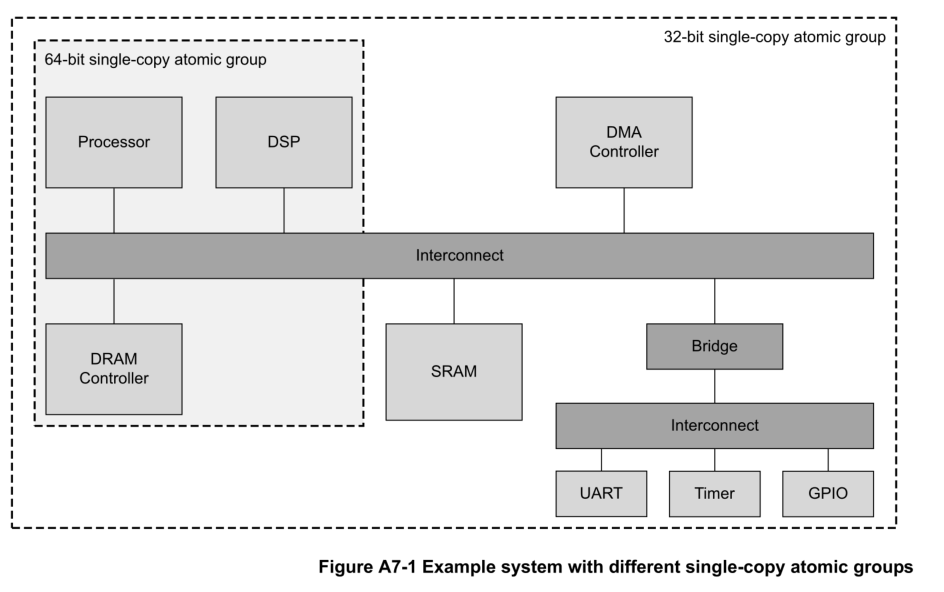 32-bit single-copy atomic group
64-bit single-copy atomic group
Processor
DSP
DMA
Controller
Interconnect
DRAM
Controller
SRAM
Bridge
Interconnect
UART
Timer
GPIO
Figure A7-1 Example system with different single-copy atomic groups